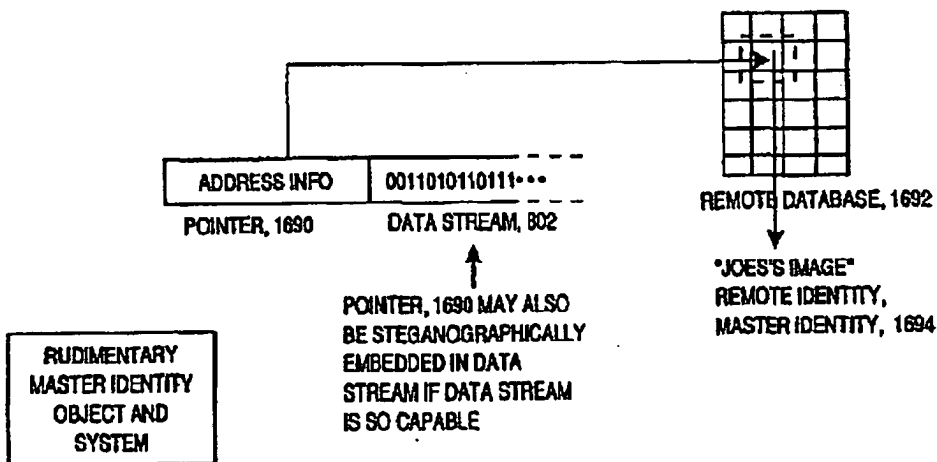 ADDRESS INFO
0011010110111•••
POINTER, 1690
DATA STREAM, 802
REMOTE DATABASE, 1692
"JOES'S IMAGE"
REMOTE IDENTITY,
MASTER IDENTITY, 1694
POINTER, 1690 MAY ALSO
BE STEGANOGRAPHICALLY
EMBEDDED IN DATA
STREAM IF DATA STREAM
IS SO CAPABLE
RUDIMENTARY
MASTER IDENTITY
OBJECT AND
SYSTEM